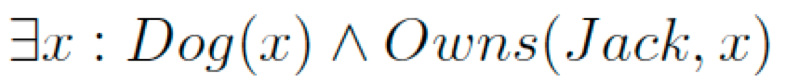 ∃x : Dog(x) ∧ Owns(Jack, x)